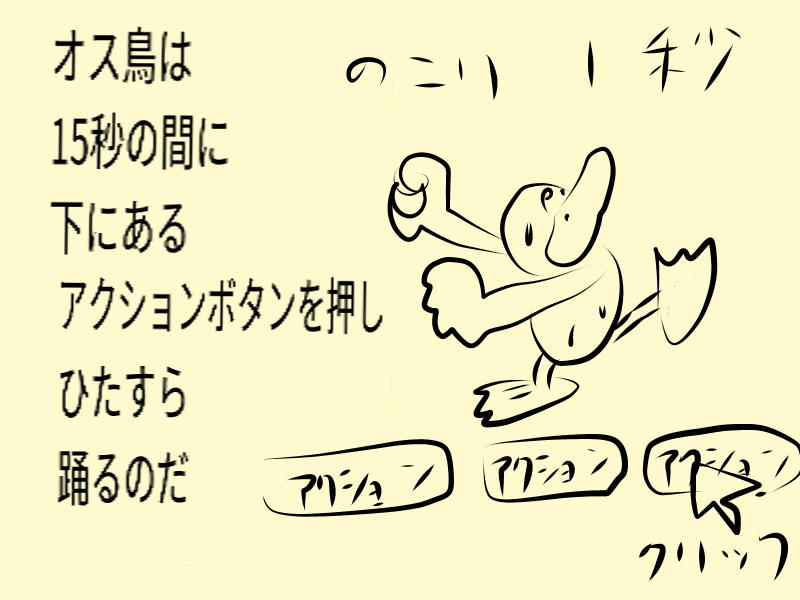 オス鳥は
15秒の間に
下にある
アクションボタンを押し
ひたすら
踊るのだ
のこり 1秒
アクション
アクション
アクション
クリック